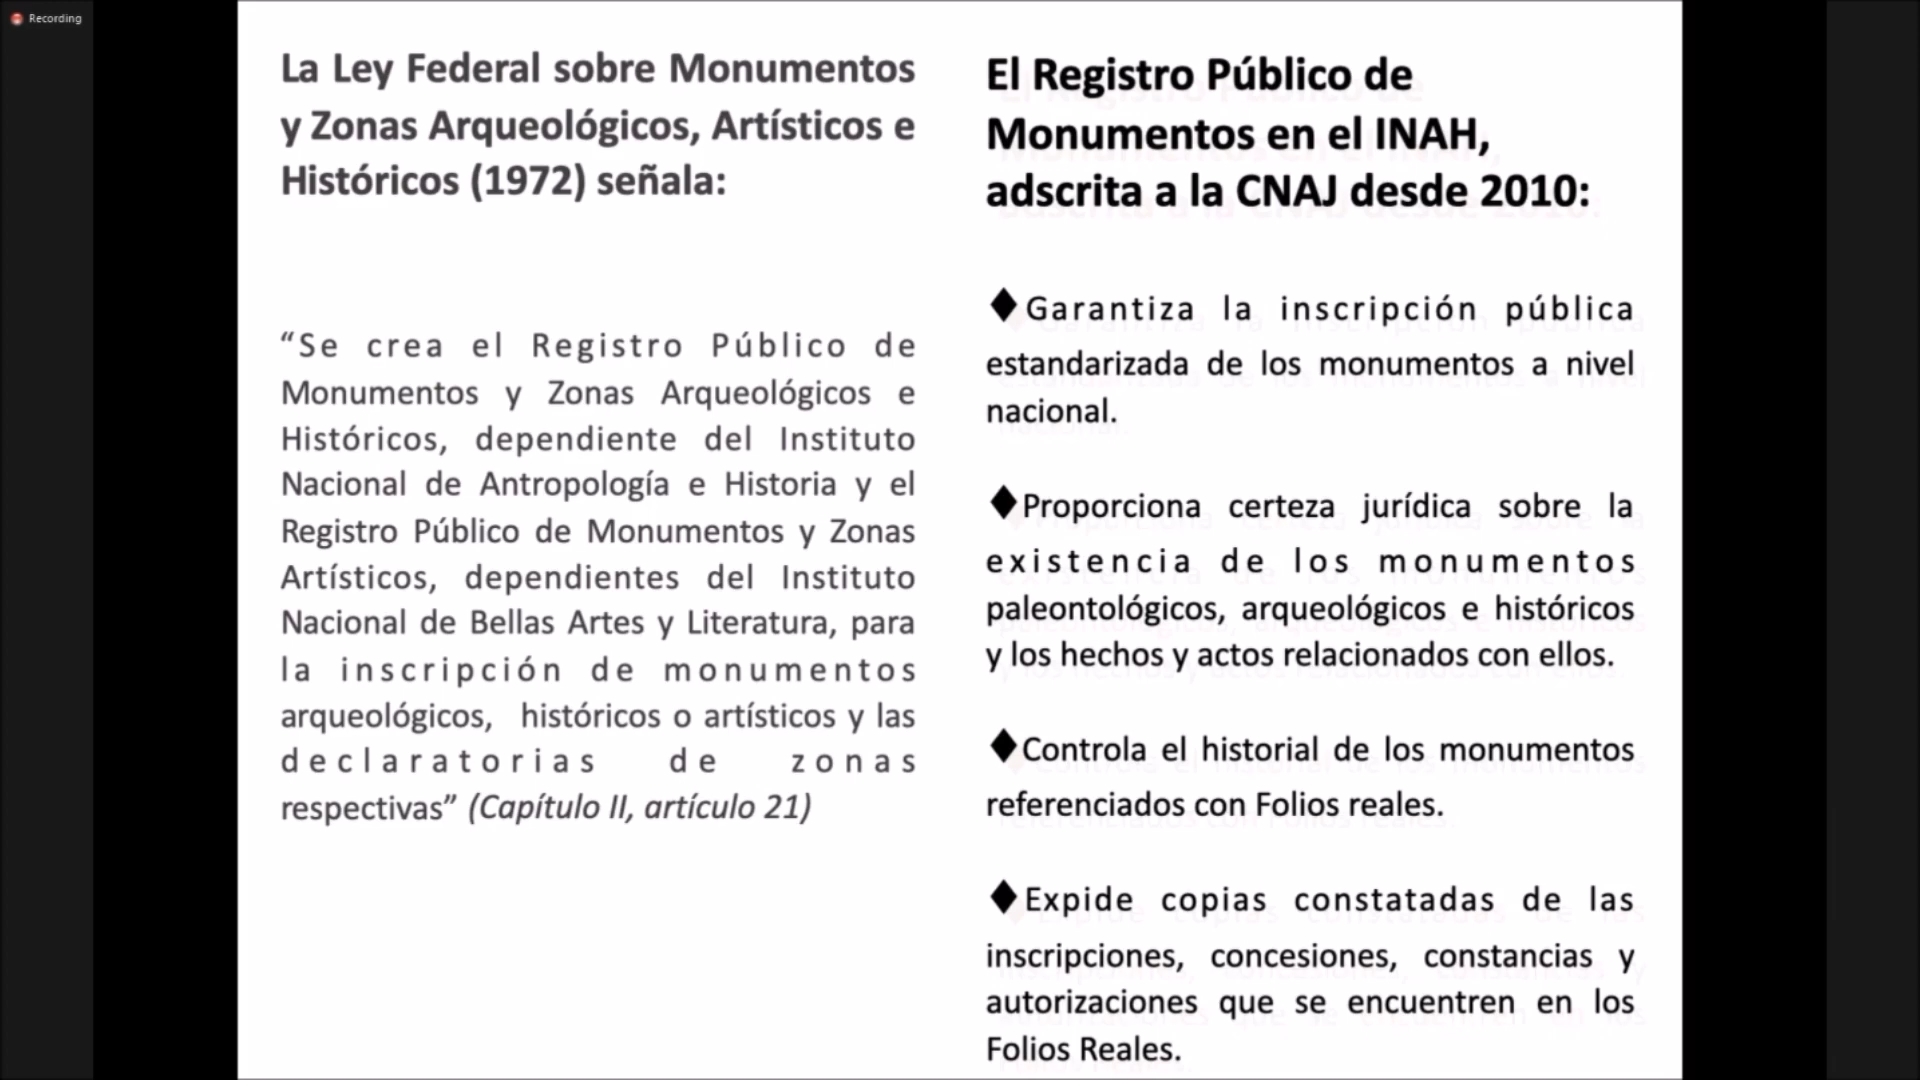 Recording
La Ley Federal sobre Monumentos
y Zonas Arqueológicos, Artísticos e
Históricos (1972) señala:
“Se crea el Registro Público de
Monumentos y Zonas Arqueológicos e
Históricos, dependiente del Instituto
Nacional de Antropología e Historia y el
Registro Público de Monumentos y Zonas
Artísticos, dependientes del Instituto
Nacional de Bellas Artes y Literatura, para
la inscripción de monumentos
arqueológicos, históricos o artísticos y las
declaratorias de zonas
respectivas” (Capítulo II, artículo 21)
El Registro Público de
Monumentos en el INAH,
adscrita a la CNAJ desde 2010:
♦Garantiza la inscripción pública
estandarizada de los monumentos a nivel
nacional.
♦Proporciona certeza jurídica sobre la
existencia de los monumentos
paleontológicos, arqueológicos e históricos
y los hechos y actos relacionados con ellos.
♦Controla el historial de los monumentos
referenciados con Folios reales.
♦Expide copias constatadas de las
inscripciones, concesiones, constancias y
autorizaciones que se encuentren en los
Folios Reales.